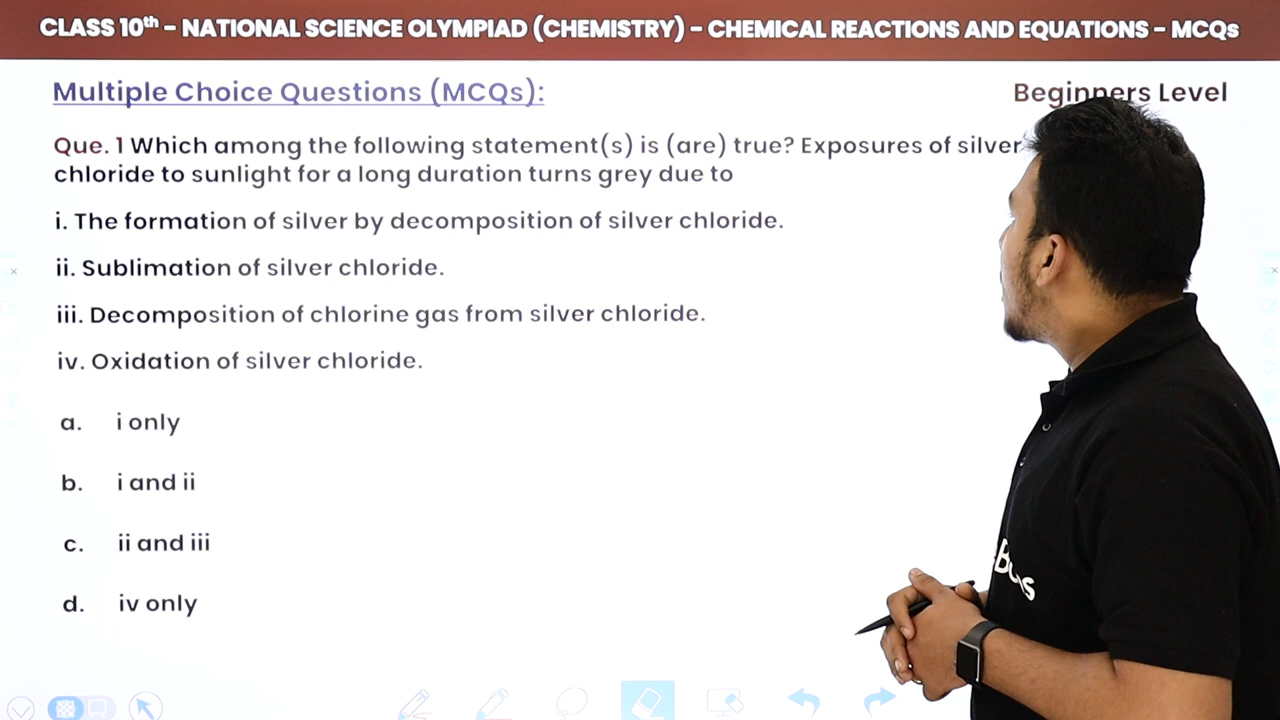 CLASS 10th – NATIONAL SCIENCE OLYMPIAD (CHEMISTRY) – CHEMICAL REACTIONS AND EQUATIONS – MCQs
Multiple Choice Questions (MCQs):
Beginners Level
Que. 1 Which among the following statement(s) is (are) true? Exposures of silver
chloride to sunlight for a long duration turns grey due to
i. The formation of silver by decomposition of silver chloride.
ii. Sublimation of silver chloride.
iii. Decomposition of chlorine gas from silver chloride.
iv. Oxidation of silver chloride.
a. i only
b. i and ii
c. ii and iii
d. iv only